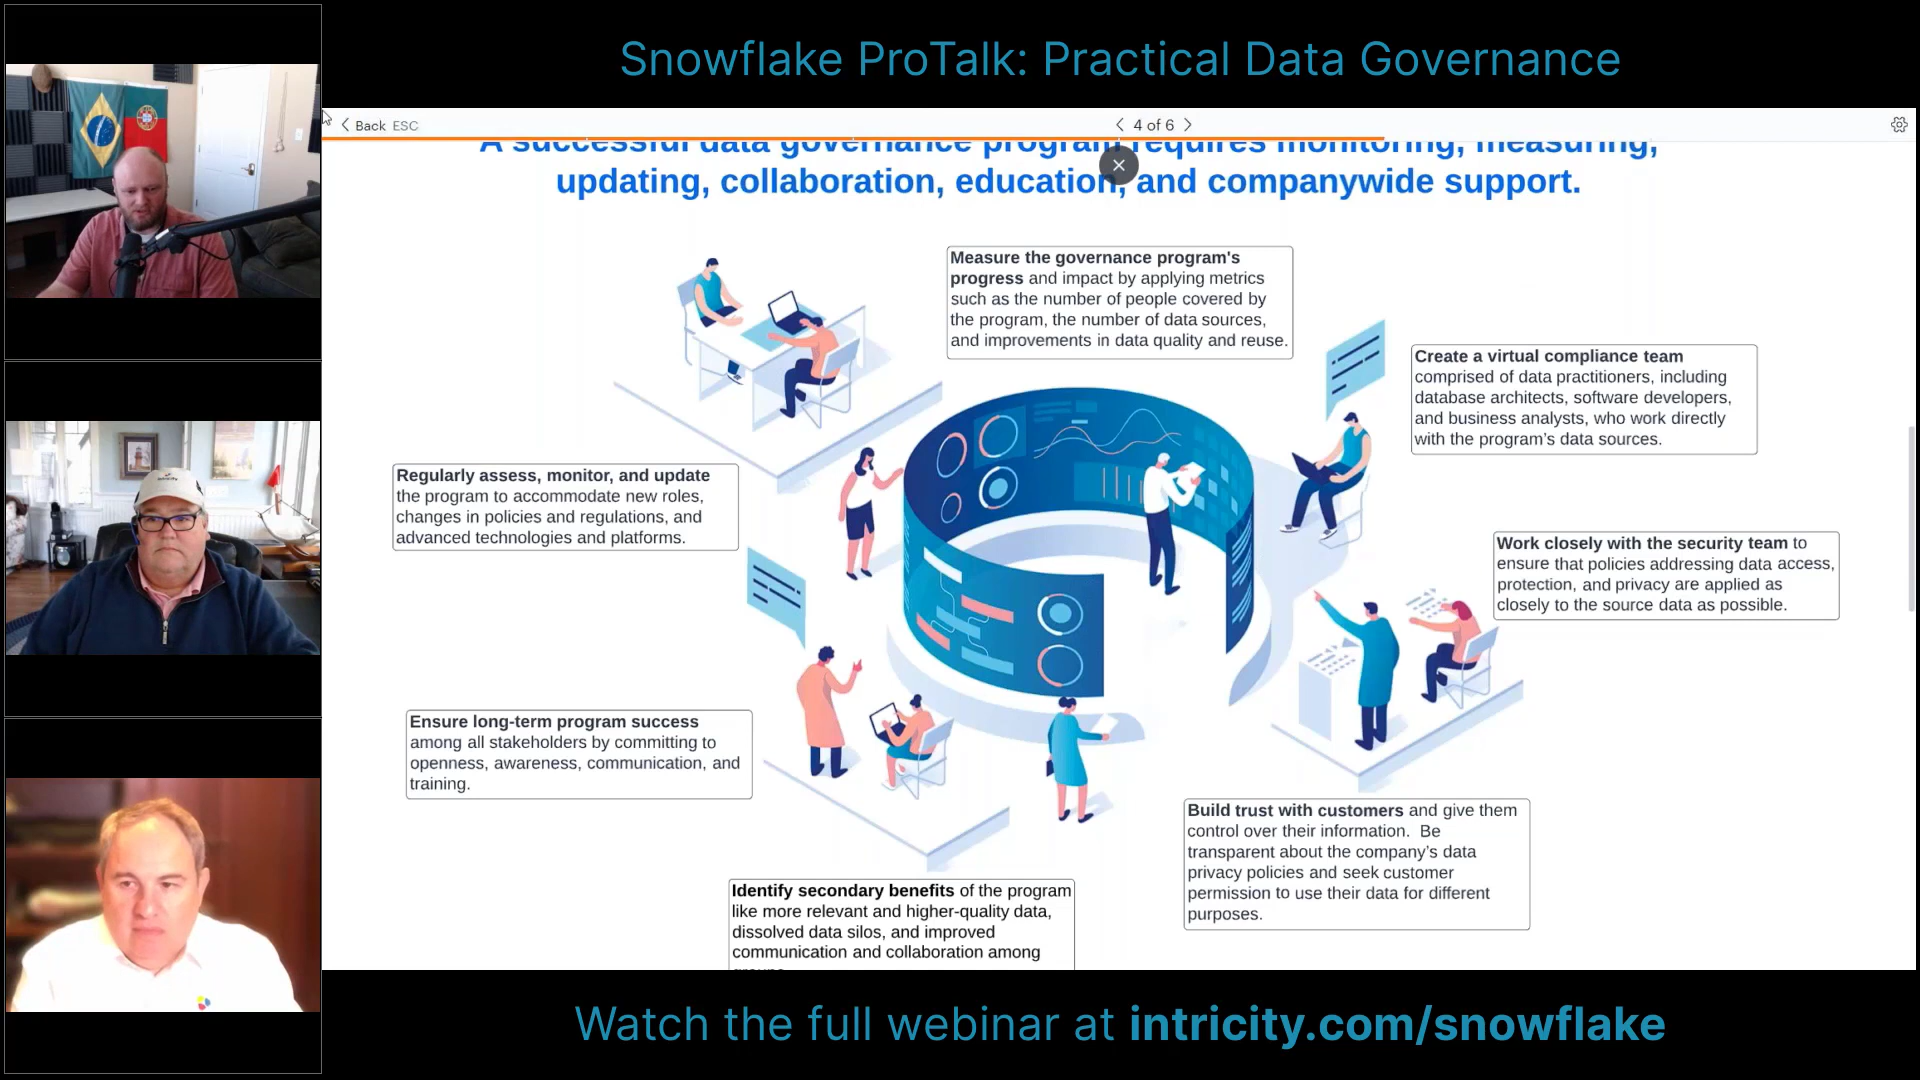 Snowflake ProTalk: Practical Data Governance
Back ESC
4 of 6
A successful data governance program requires monitoring, measuring,
updating, collaboration, education, and companywide support.
Measure the governance program's
progress and impact by applying metrics
such as the number of people covered by
the program, the number of data sources,
and improvements in data quality and reuse.
Create a virtual compliance team
comprised of data practitioners, including
database architects, software developers,
and business analysts, who work directly
with the program’s data sources.
Regularly assess, monitor, and update
the program to accommodate new roles,
changes in policies and regulations, and
advanced technologies and platforms.
Work closely with the security team to
ensure that policies addressing data access,
protection, and privacy are applied as
closely to the source data as possible.
Ensure long-term program success
among all stakeholders by committing to
openness, awareness, communication, and
training.
Build trust with customers and give them
control over their information. Be
transparent about the company’s data
privacy policies and seek customer
permission to use their data for different
purposes.
Identify secondary benefits of the program
like more relevant and higher-quality data,
dissolved data silos, and improved
communication and collaboration among
Watch the full webinar at intricity.com/snowflake